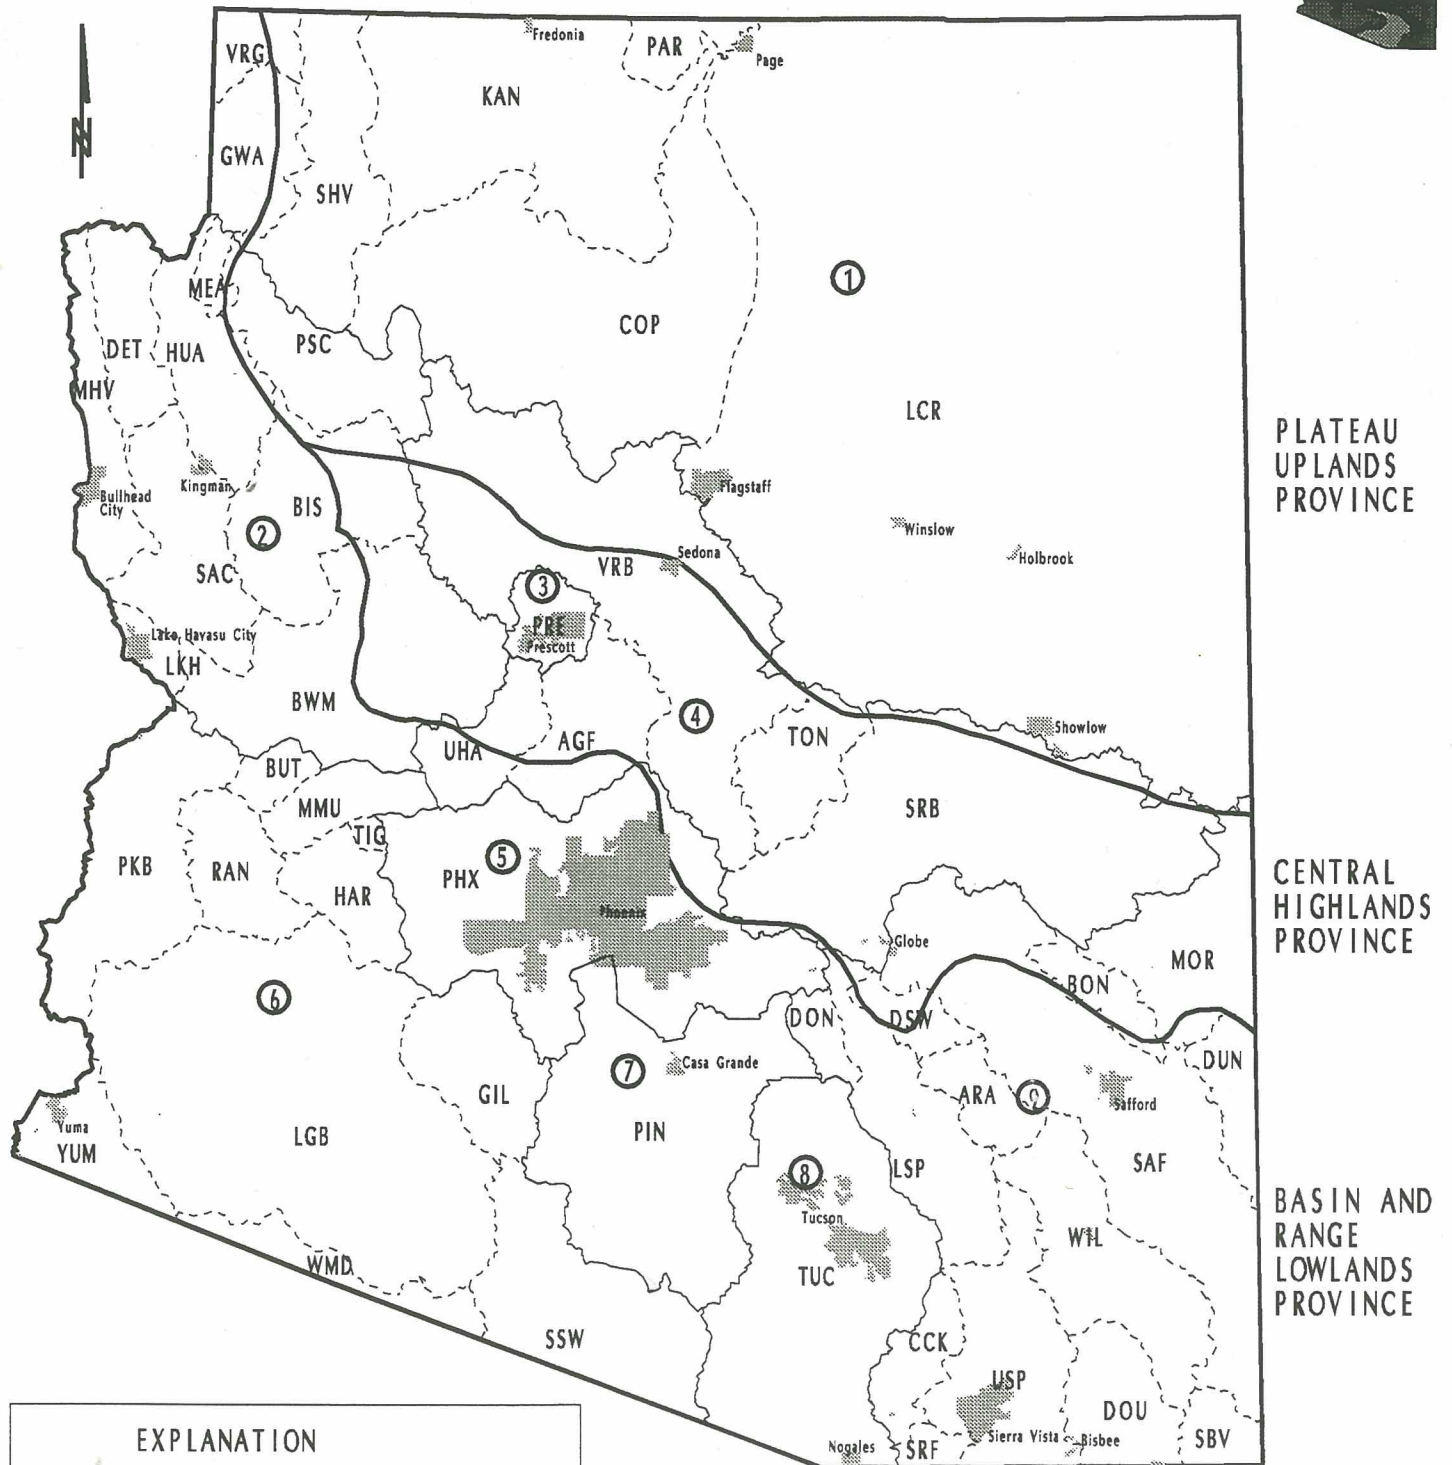 Fredonia
PAR
Page
VRG
KAN
N
GWA
SHV
1
MEA
COP
PSC
DET
HUA
MHV
LCR
PLATEAU
UPLANDS
PROVINCE
Kingman
Bullhead
City
BIS
Flagstaff
2
Winslow
Sedona
Holbrook
VRB
SAC
3
PRE
Prescott
Lake Havasu City
LKH
BWM
4
TON
Showlow
UHA
AGF
BUT
MMU
SRB
TIG
PKB
RAN
HAR
PHX
5
Phoenix
CENTRAL
HIGHLANDS
PROVINCE
Globe
MOR
6
BON
DON
DSW
DUN
7
Casa Grande
GIL
ARA
9
Safford
Yuma
YUM
LGB
PIN
SAF
LSP
8
Tucson
BASIN AND
RANGE
LOWLANDS
PROVINCE
WMD
WIL
TUC
SSW
CCK
USP
DOU
Sierra Vista
Bisbee
SBV
Nogales
SRF
EXPLANATION